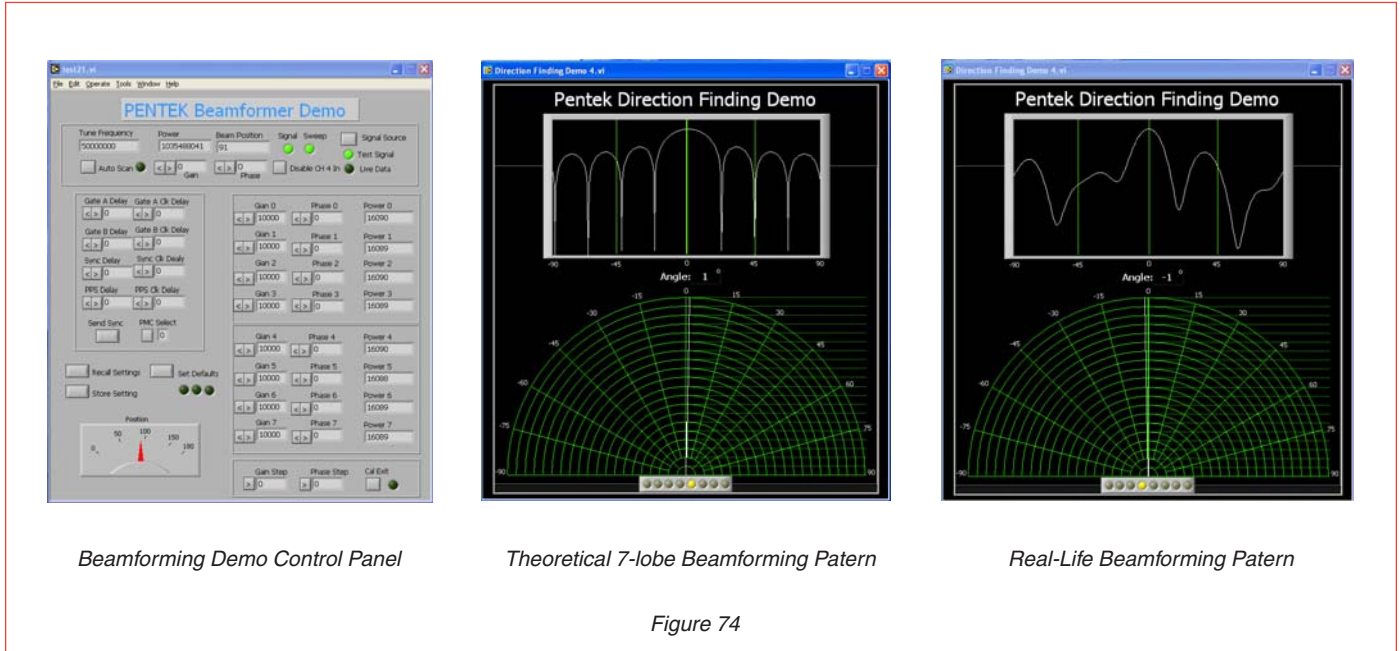 test21.vi
File Edit Operate Tools Window Help
PENTEK Beamformer Demo
Tune Frequency Power Beam Position Signal Sweep Signal Source
50000000 1035488041 91 Test Signal
Auto Scan 0 0 Disable CH 4 In Live Data
Gain Phase
Gate A Delay Gate A Clk Delay
0 0
Gate B Delay Gate B Clk Delay
0 0
Sync Delay Sync Clk Dealy
0 0
PPS Delay PPS Clk Delay
0 0
Send Sync PMC Select
0
Recall Settings Set Defaults
Store Setting
Position
0 50 100 150 180
Gian 0 Phase 0 Power 0
10000 0 16090
Gian 1 Phase 1 Power 1
10000 0 16089
Gian 2 Phase 2 Power 2
10000 0 16090
Gian 3 Phase 3 Power 3
10000 0 16089
Gian 4 Phase 4 Power 4
10000 0 16090
Gian 5 Phase 5 Power 5
10000 0 16088
Gian 6 Phase 6 Power 6
10000 0 16089
Gian 7 Phase 7 Power 7
10000 0 16089
Gain Step Phase Step Cal Exit
0 0
Direction Finding Demo 4.vi
Pentek Direction Finding Demo
-90 -45 0 45 90
Angle: 1 °
-90 -75 -60 -45 -30 -15 0 15 30 45 60 75 90
Direction Finding Demo 4.vi
Pentek Direction Finding Demo
-90 -45 0 45 90
Angle: -1 °
-90 -75 -60 -45 -30 -15 0 15 30 45 60 75 90
Beamforming Demo Control Panel
Theoretical 7-lobe Beamforming Patern
Real-Life Beamforming Patern
Figure 74